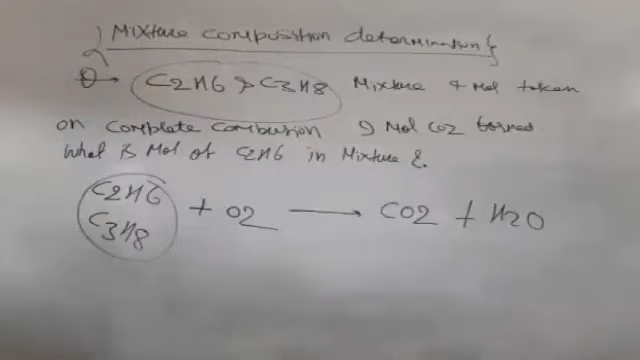 Mixture composition determination
Q→ C2H6 & C3H8 Mixture 4 Mol taken
on complete combustion 9 Mol CO2 formed.
What is Mol of C2H6 in Mixture
C2H6 + O2 → CO2 + H2O
C3H8